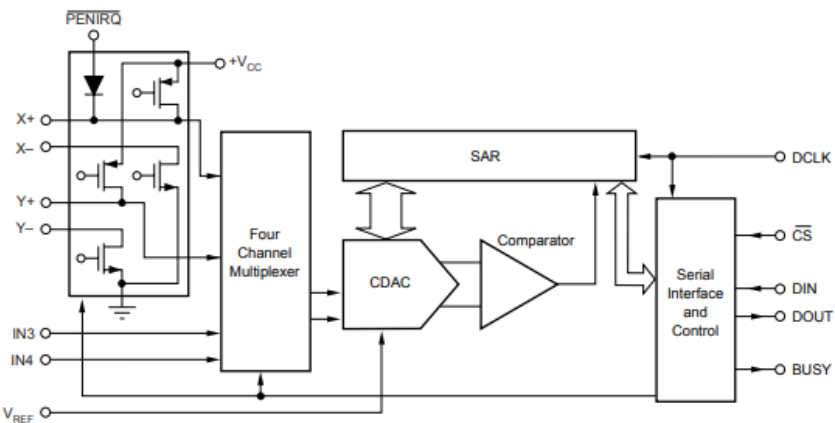 PENIRQ
+VCC
X+
X–
Y+
Y–
IN3
IN4
VREF
Four
Channel
Multiplexer
SAR
CDAC
Comparator
Serial
Interface
and
Control
DCLK
CS
DIN
DOUT
BUSY